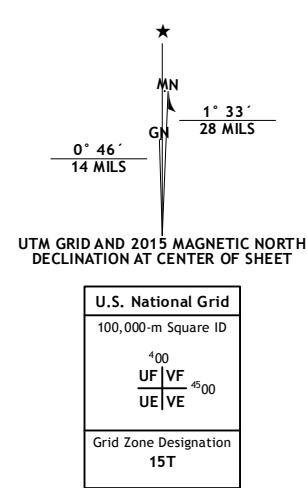 ★
MN
1° 33´
28 MILS
GN
0° 46´
14 MILS
UTM GRID AND 2015 MAGNETIC NORTH
DECLINATION AT CENTER OF SHEET
U.S. National Grid
100,000-m Square ID
⁴00
UF VF
⁴⁵00
UE VE
Grid Zone Designation
15T